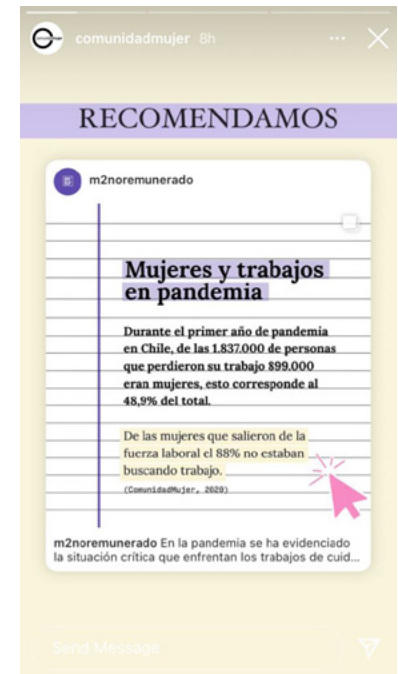 comunidadmujer 8h
RECOMENDAMOS
m2noremunerado
Mujeres y trabajos
en pandemia
Durante el primer año de pandemia
en Chile, de las 1.837.000 de personas
que perdieron su trabajo 899.000
eran mujeres, esto corresponde al
48,9% del total.
De las mujeres que salieron de la
fuerza laboral el 88% no estaban
buscando trabajo.
(ComunidadMujer, 2020)
m2noremunerado En la pandemia se ha evidenciado
la situación crítica que enfrentan los trabajos de cuid...
Send Message